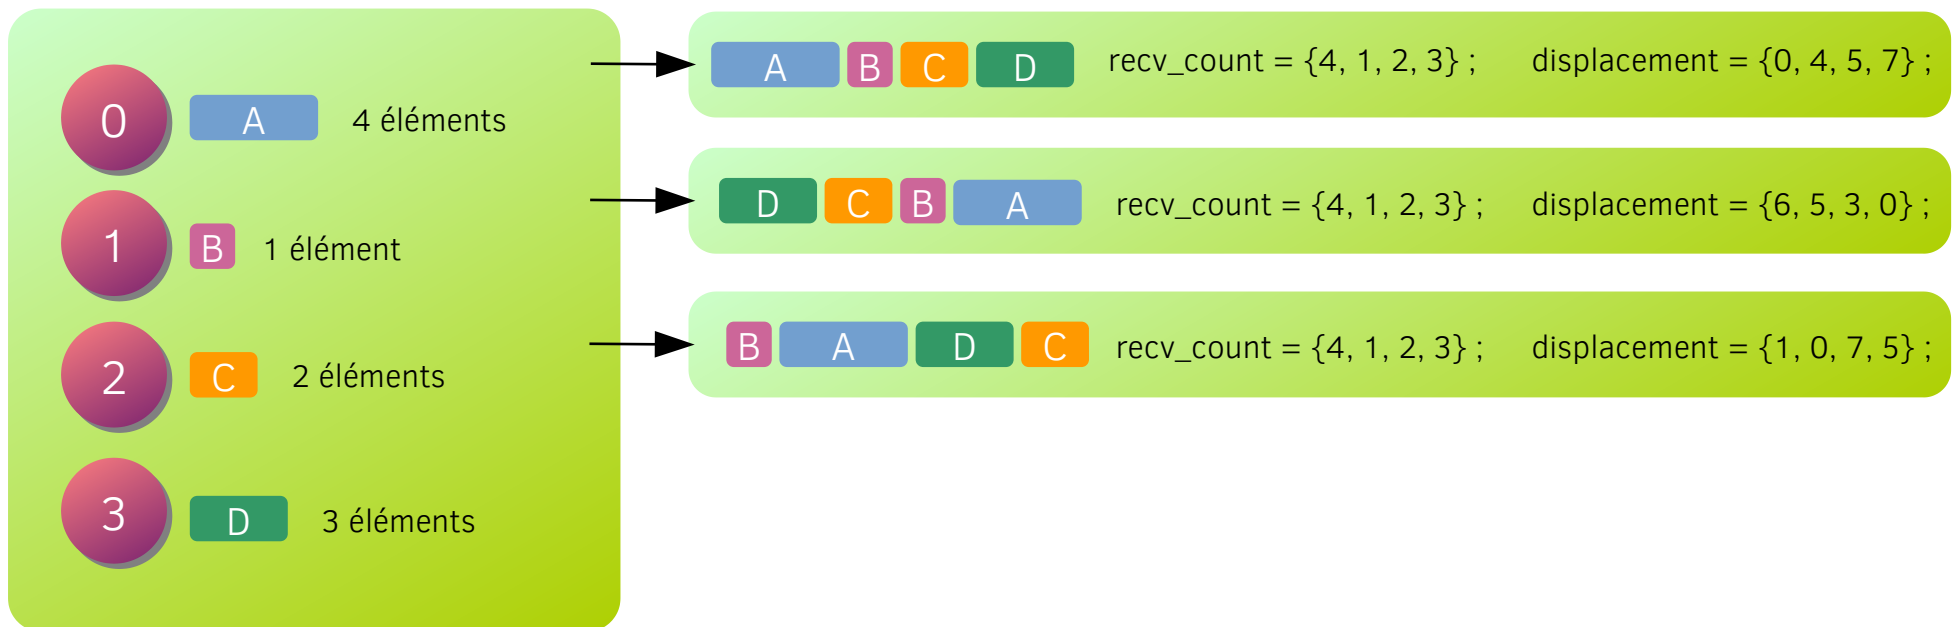 0 A 4 éléments
1 B 1 élément
2 C 2 éléments
3 D 3 éléments
A B C D recv_count = {4, 1, 2, 3} ; displacement = {0, 4, 5, 7} ;
D C B A recv_count = {4, 1, 2, 3} ; displacement = {6, 5, 3, 0} ;
B A D C recv_count = {4, 1, 2, 3} ; displacement = {1, 0, 7, 5} ;